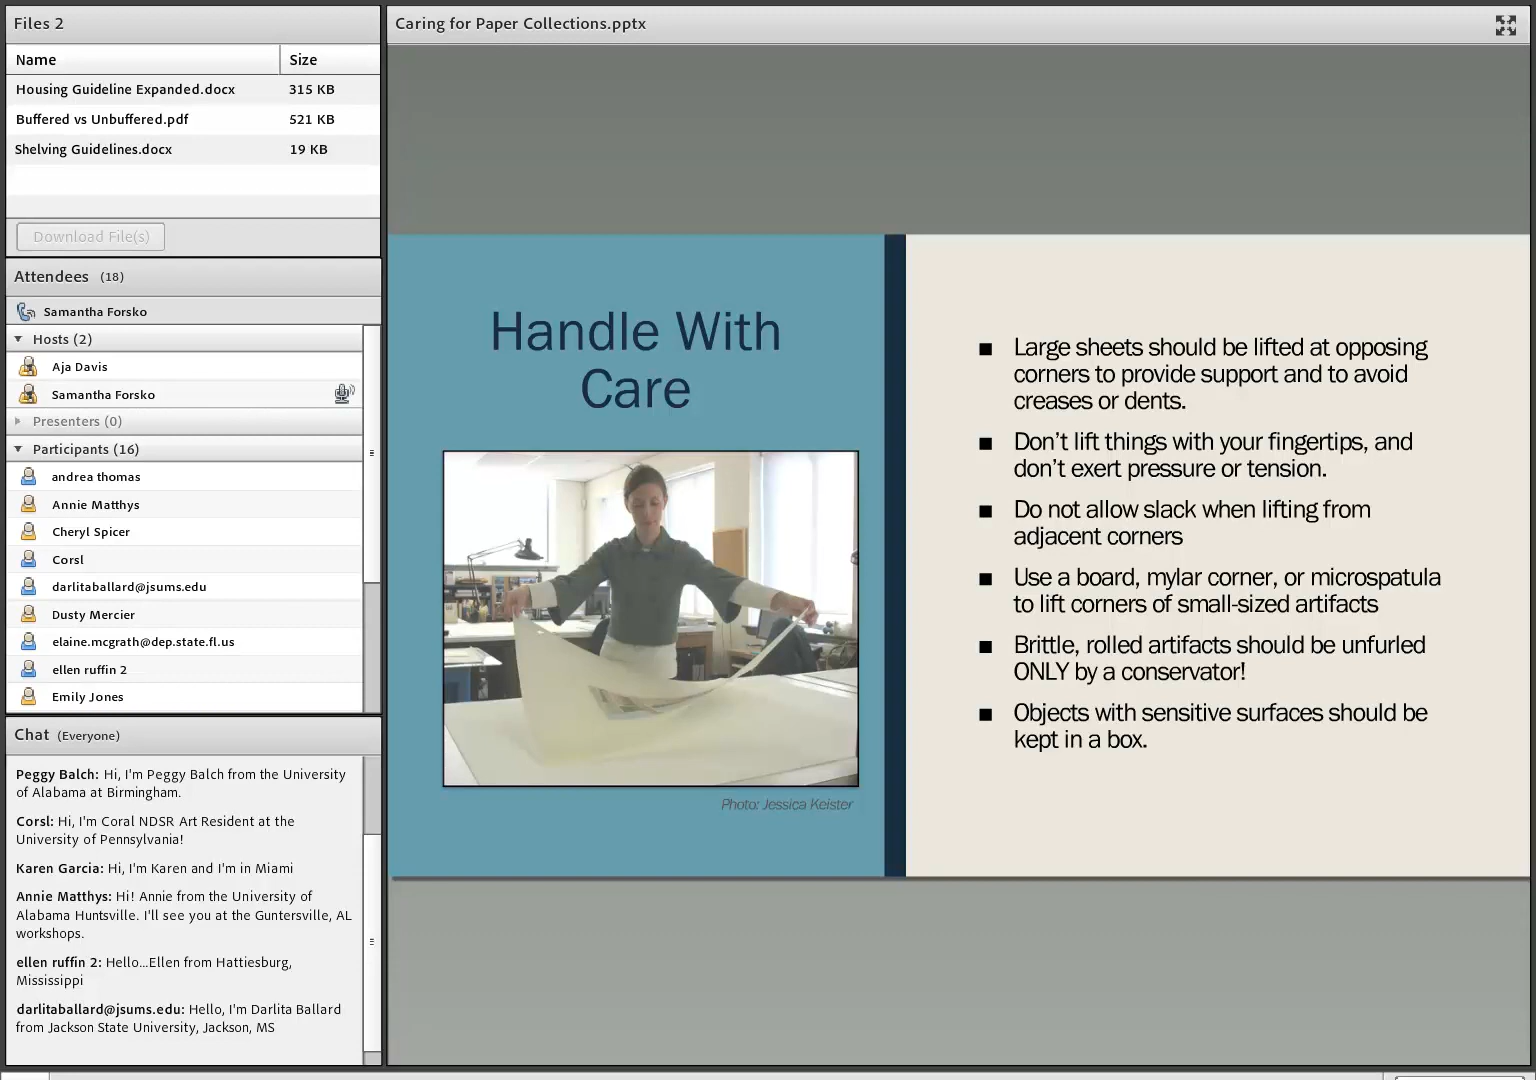 Files 2
Name
Size
Housing Guideline Expanded.docx
315 KB
Buffered vs Unbuffered.pdf
521 KB
Shelving Guidelines.docx
19 KB
Download File(s)
Attendees (18)
Samantha Forsko
Hosts (2)
Aja Davis
Samantha Forsko
Presenters (0)
Participants (16)
andrea thomas
Annie Matthys
Cheryl Spicer
Corsl
darlitaballard@jsums.edu
Dusty Mercier
elaine.mcgrath@dep.state.fl.us
ellen ruffin 2
Emily Jones
Chat (Everyone)
Peggy Balch: Hi, I'm Peggy Balch from the University
of Alabama at Birmingham.
Corsl: Hi, I'm Coral NDSR Art Resident at the
University of Pennsylvania!
Karen Garcia: Hi, I'm Karen and I'm in Miami
Annie Matthys: Hi! Annie from the University of
Alabama Huntsville. I'll see you at the Guntersville, AL
workshops.
ellen ruffin 2: Hello...Ellen from Hattiesburg,
Mississippi
darlitaballard@jsums.edu: Hello, I'm Darlita Ballard
from Jackson State University, Jackson, MS
Caring for Paper Collections.pptx
Handle With
Care
Photo: Jessica Keister
■ Large sheets should be lifted at opposing
corners to provide support and to avoid
creases or dents.
■ Don't lift things with your fingertips, and
don't exert pressure or tension.
■ Do not allow slack when lifting from
adjacent corners
■ Use a board, mylar corner, or microspatula
to lift corners of small-sized artifacts
■ Brittle, rolled artifacts should be unfurled
ONLY by a conservator!
■ Objects with sensitive surfaces should be
kept in a box.